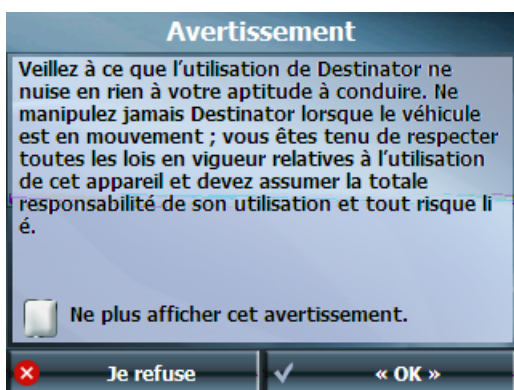 Avertissement
Veillez à ce que l'utilisation de Destinator ne
nuise en rien à votre aptitude à conduire. Ne
manipulez jamais Destinator lorsque le véhicule
est en mouvement ; vous êtes tenu de respecter
toutes les lois en vigueur relatives à l'utilisation
de cet appareil et devez assumer la totale
responsabilité de son utilisation et tout risque li
é.
Ne plus afficher cet avertissement.
Je refuse
« OK »